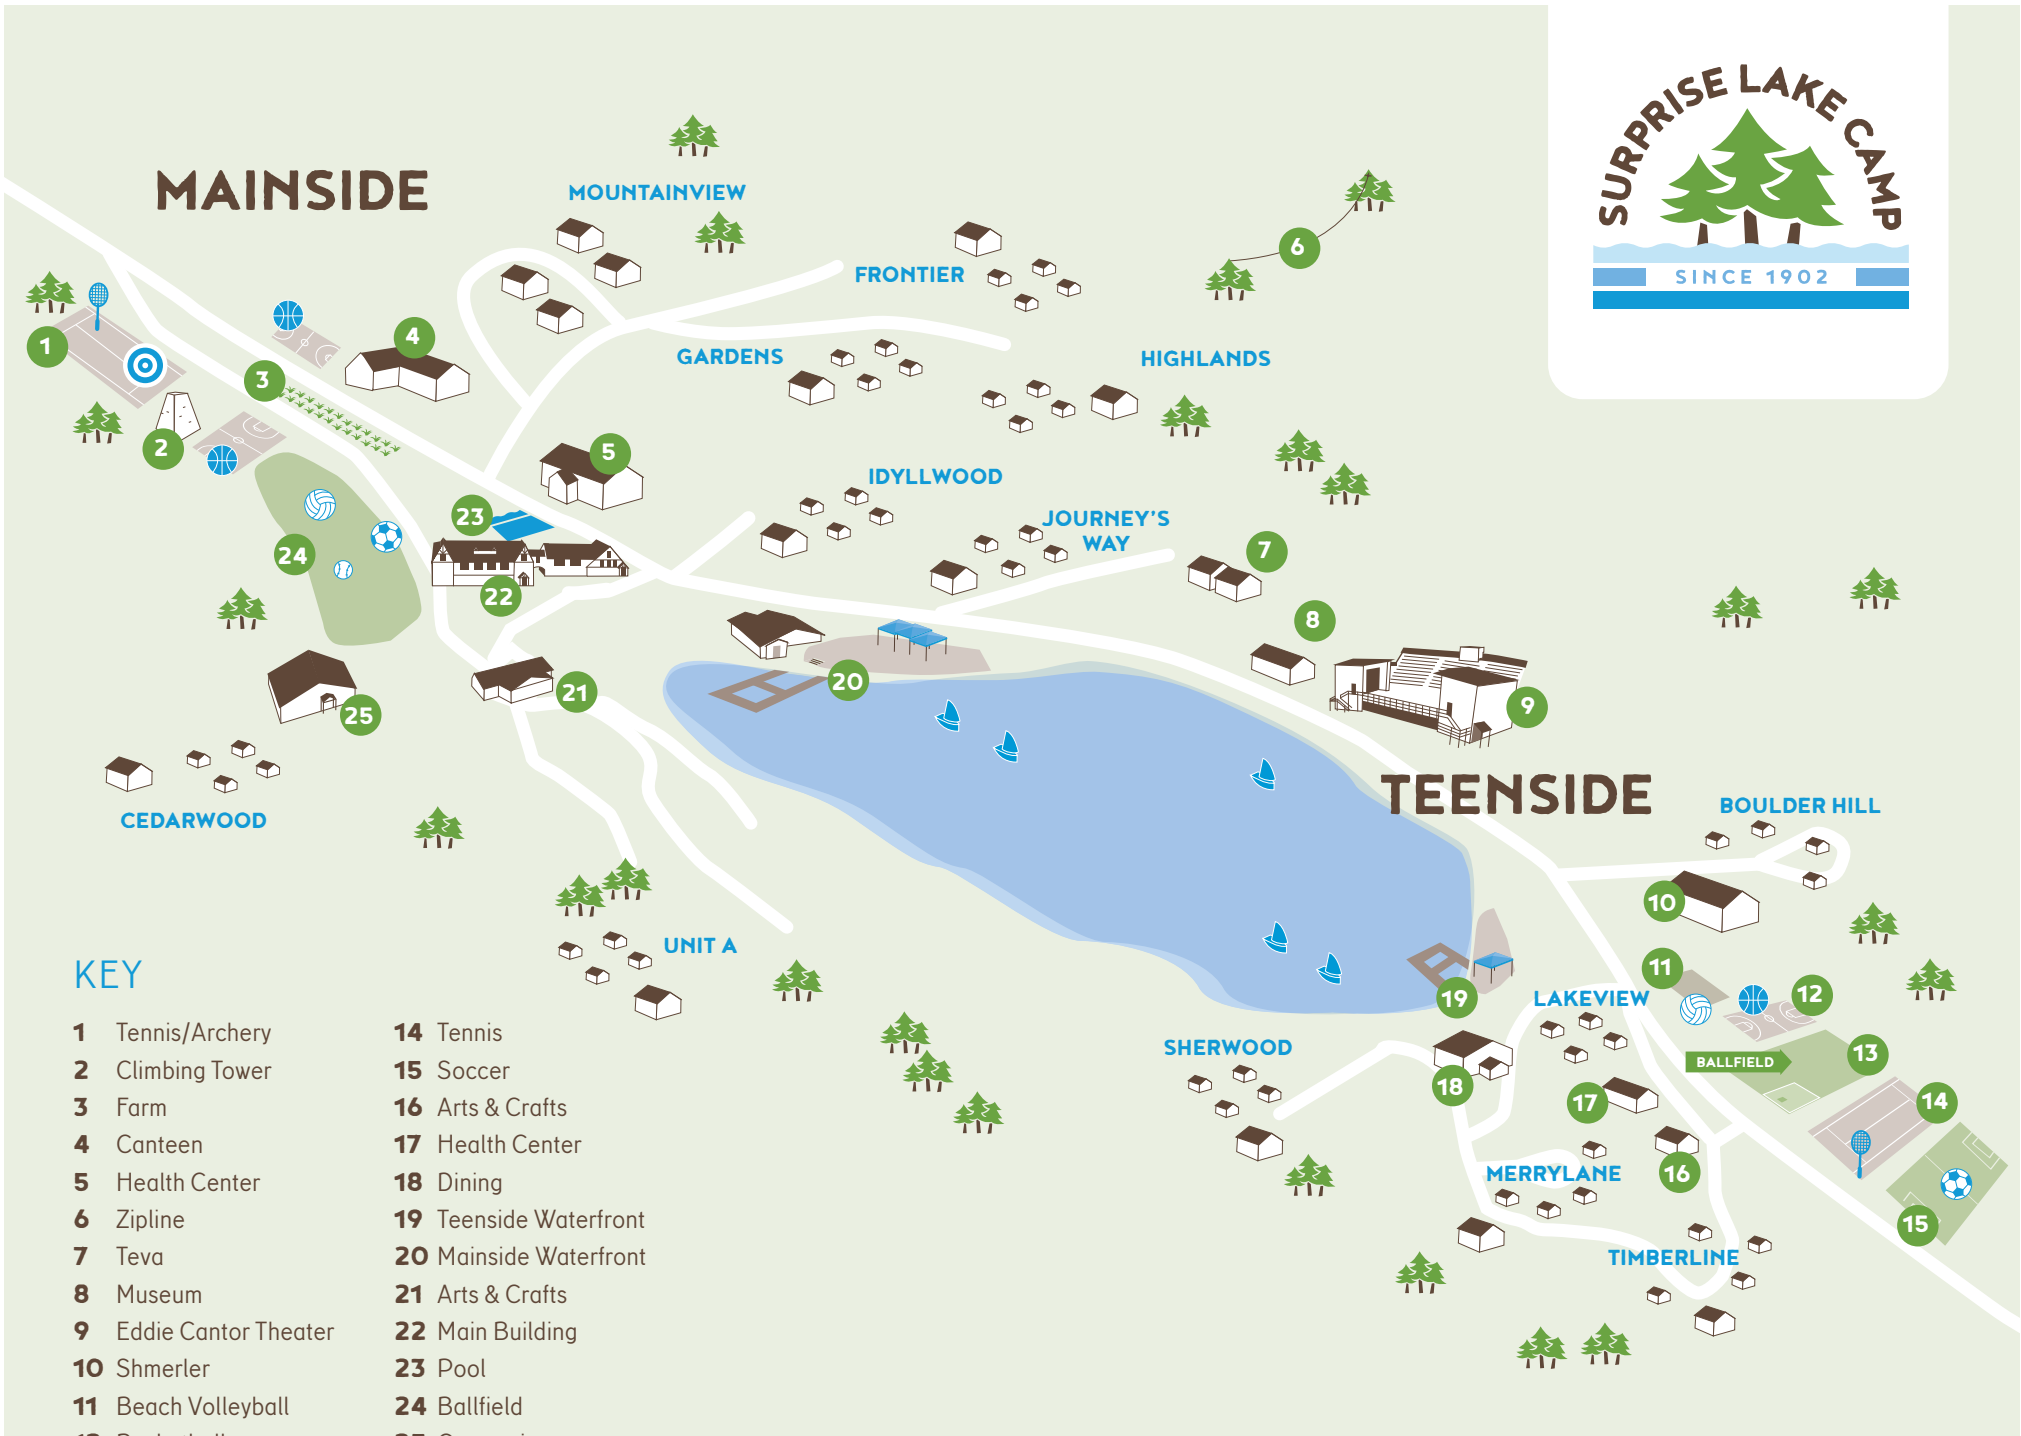 SURPRISE LAKE CAMP
SINCE 1902
MAINSIDE
MOUNTAINVIEW
6
FRONTIER
1
4
GARDENS
HIGHLANDS
3
2
5
IDYLLWOOD
23
JOURNEY'S
WAY
24
7
22
8
20
21
25
9
TEENSIDE
BOULDER HILL
CEDARWOOD
10
UNIT A
11
12
19
LAKEVIEW
SHERWOOD
BALLFIELD
13
18
17
14
MERRYLANE
16
15
TIMBERLINE
KEY
1 Tennis/Archery
2 Climbing Tower
3 Farm
4 Canteen
5 Health Center
6 Zipline
7 Teva
8 Museum
9 Eddie Cantor Theater
10 Shmerler
11 Beach Volleyball
14 Tennis
15 Soccer
16 Arts & Crafts
17 Health Center
18 Dining
19 Teenside Waterfront
20 Mainside Waterfront
21 Arts & Crafts
22 Main Building
23 Pool
24 Ballfield